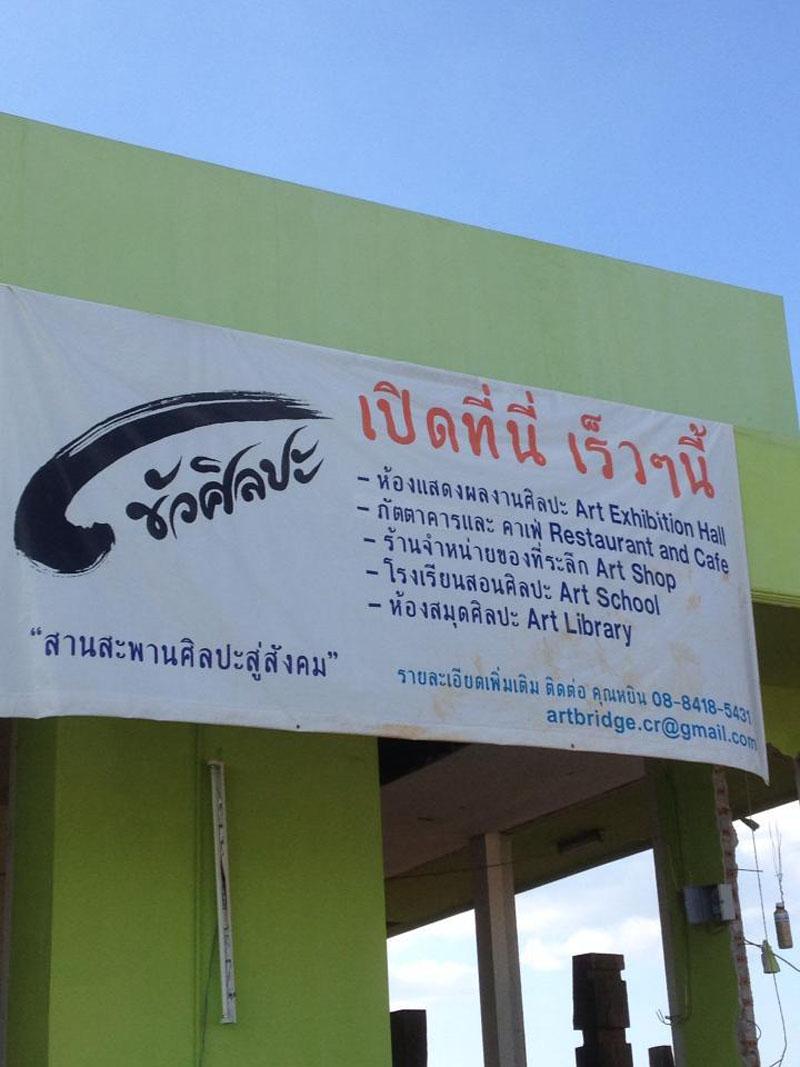 เปิดที่นี่ เร็วๆนี้
ขัวศิลปะ
– ห้องแสดงผลงานศิลปะ Art Exhibition Hall
– ภัตตาคารและ คาเฟ่ Restaurant and Cafe
– ร้านจำหน่ายของที่ระลึก Art Shop
– โรงเรียนสอนศิลปะ Art School
– ห้องสมุดศิลปะ Art Library
“สานสะพานศิลปะสู่สังคม”
รายละเอียดเพิ่มเติม ติดต่อ คุณหยิน 08-8418-5431
artbridge.cr@gmail.com